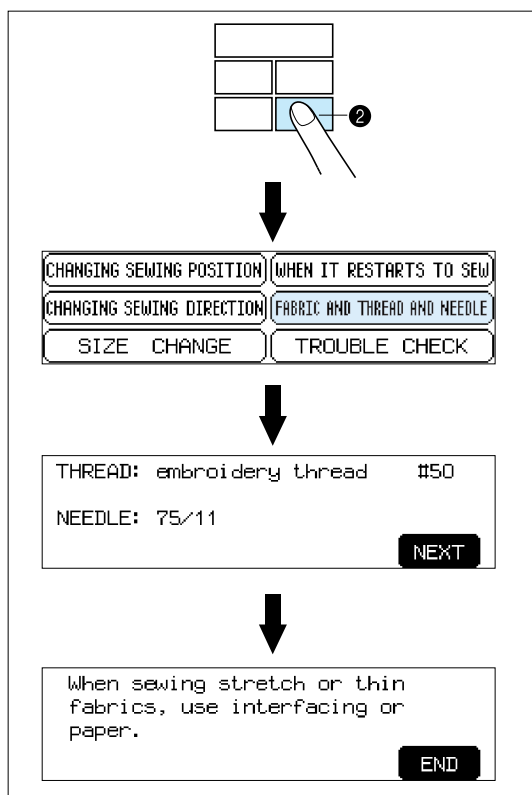 2
CHANGING SEWING POSITION WHEN IT RESTARTS TO SEW
CHANGING SEWING DIRECTION FABRIC AND THREAD AND NEEDLE
SIZE CHANGE TROUBLE CHECK
THREAD: embroidery thread #50
NEEDLE: 75/11
NEXT
When sewing stretch or thin
fabrics, use interfacing or
paper.
END